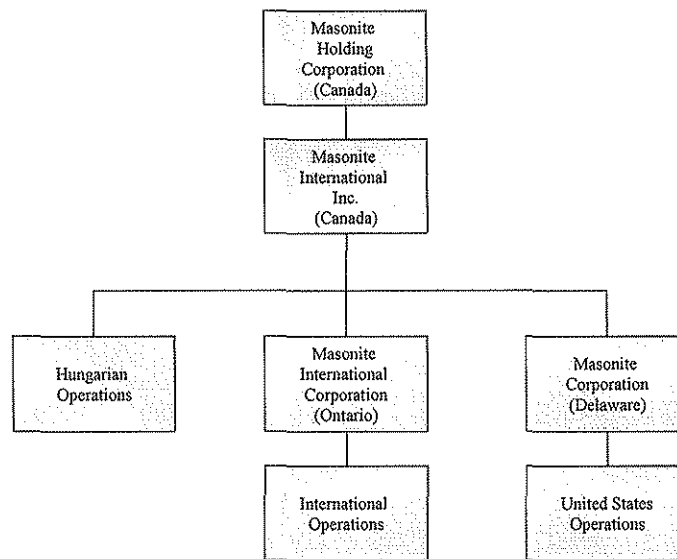 Masonite
Holding
Corporation
(Canada)
Masonite
International
Inc.
(Canada)
Hungarian
Operations
Masonite
International
Corporation
(Ontario)
Masonite
Corporation
(Delaware)
International
Operations
United States
Operations